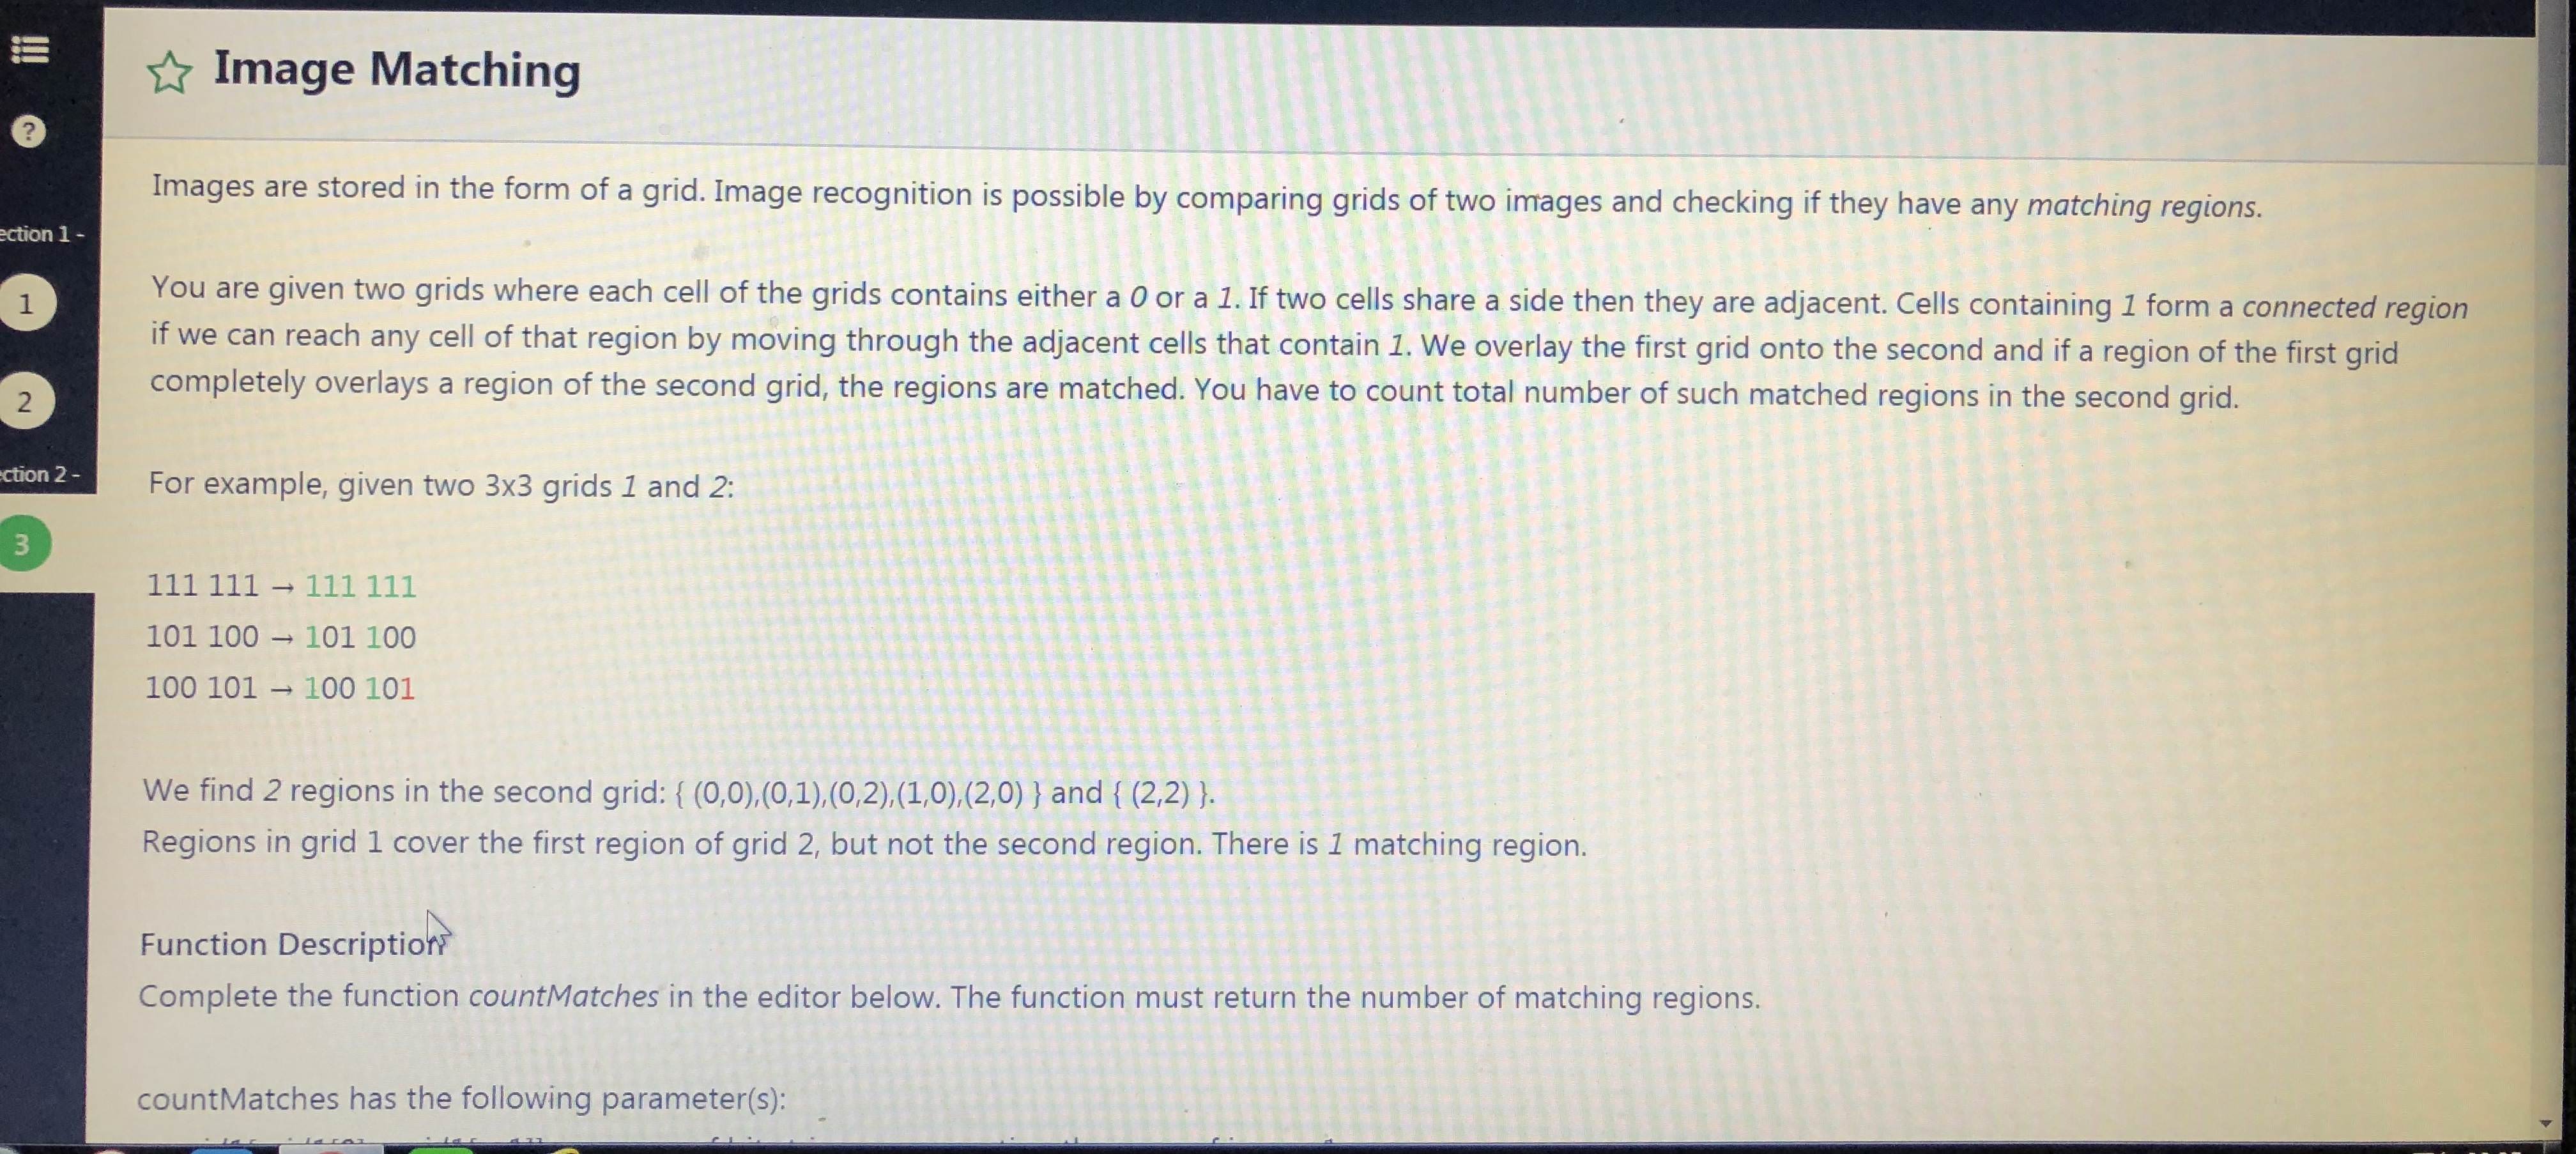 Image Matching
?
ection 1 -
1
2
ection 2 -
3
Images are stored in the form of a grid. Image recognition is possible by comparing grids of two images and checking if they have any matching regions.
You are given two grids where each cell of the grids contains either a 0 or a 1. If two cells share a side then they are adjacent. Cells containing 1 form a connected region
if we can reach any cell of that region by moving through the adjacent cells that contain 1. We overlay the first grid onto the second and if a region of the first grid
completely overlays a region of the second grid, the regions are matched. You have to count total number of such matched regions in the second grid.
For example, given two 3x3 grids 1 and 2:
111 111 → 111 111
101 100 → 101 100
100 101 → 100 101
We find 2 regions in the second grid: { (0,0),(0,1),(0,2),(1,0),(2,0) } and { (2,2) }.
Regions in grid 1 cover the first region of grid 2, but not the second region. There is 1 matching region.
Function Description
Complete the function countMatches in the editor below. The function must return the number of matching regions.
countMatches has the following parameter(s):